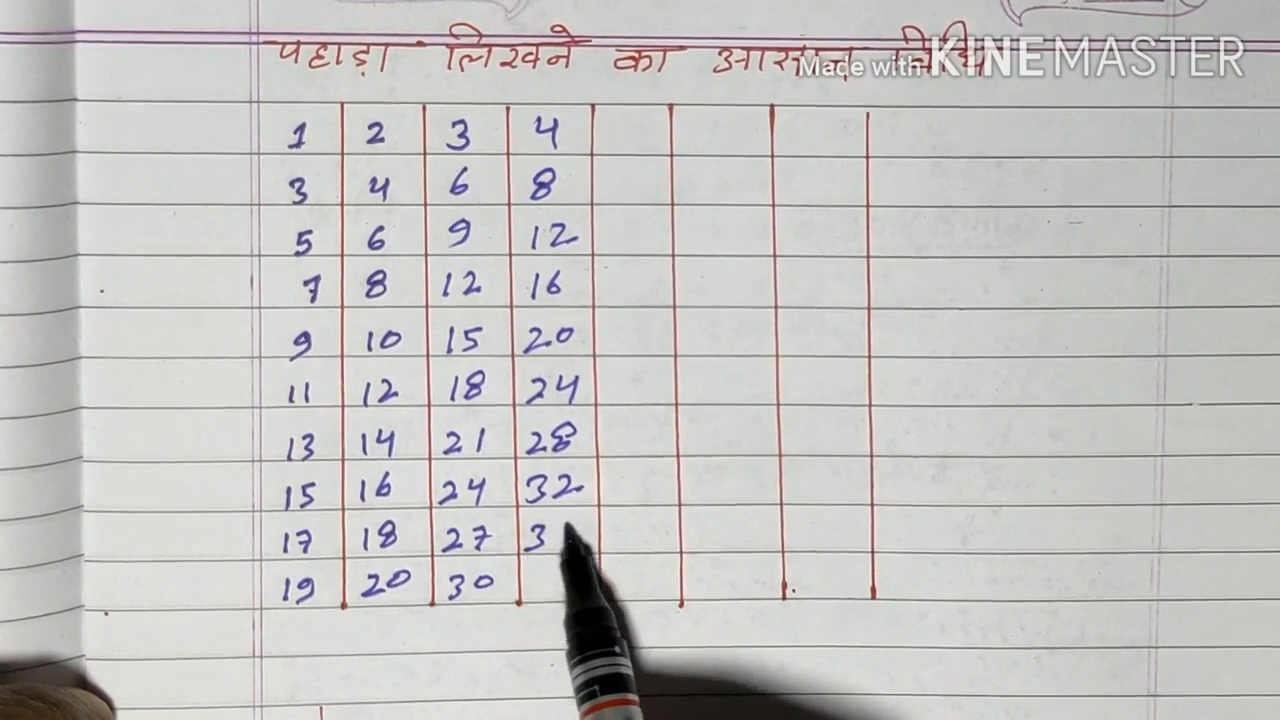 पहाड़ा लिखने का आसान विधि
Made with KINEMASTER
1 2 3 4
3 4 6 8
5 6 9 12
7 8 12 16
9 10 15 20
11 12 18 24
13 14 21 28
15 16 24 32
17 18 27 3
19 20 30